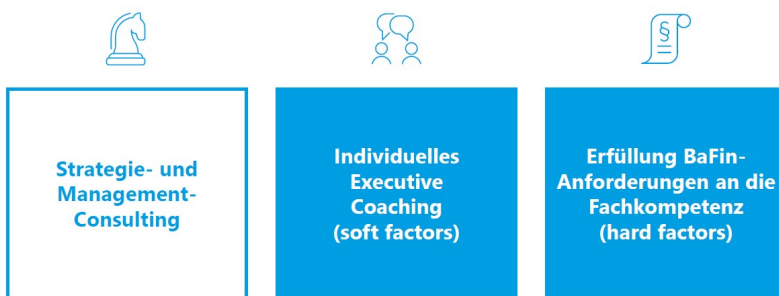 §
Strategie- und
Management-
Consulting
Individuelles
Executive
Coaching
(soft factors)
Erfüllung BaFin-
Anforderungen an die
Fachkompetenz
(hard factors)